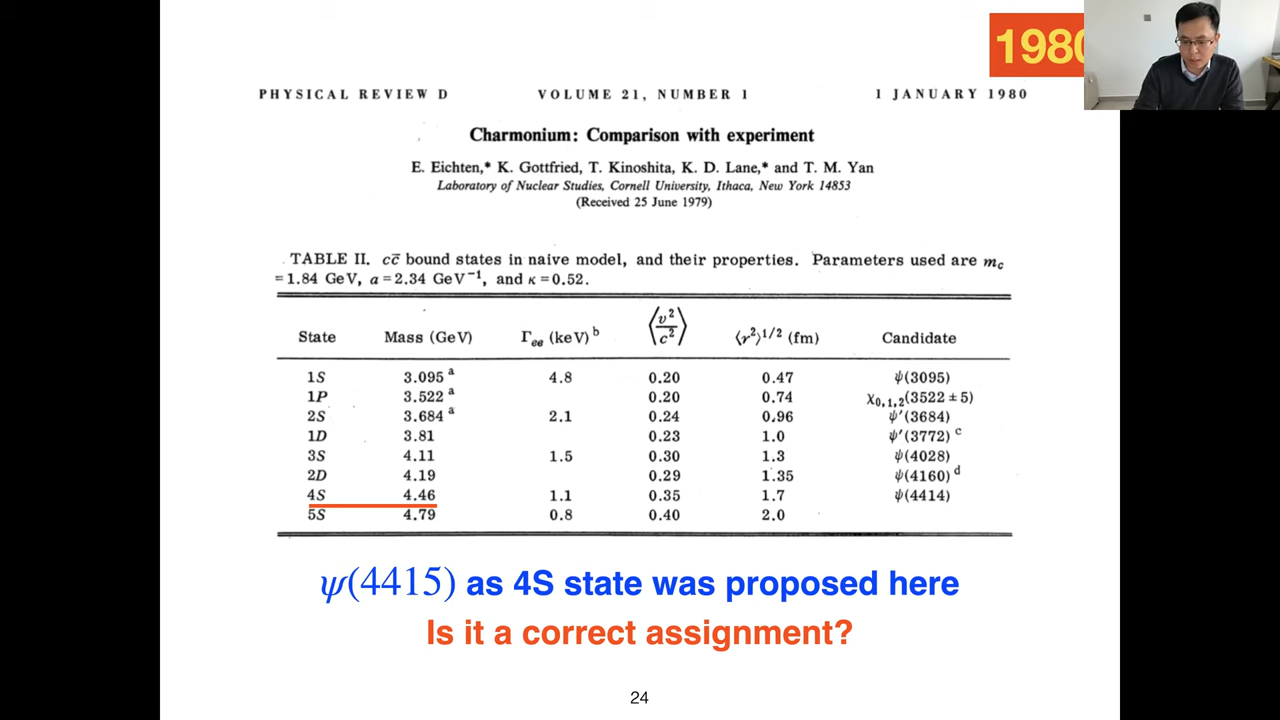 1980
PHYSICAL REVIEW D VOLUME 21, NUMBER 1 1 JANUARY 1980
Charmonium: Comparison with experiment
E. Eichten,* K. Gottfried, T. Kinoshita, K. D. Lane,* and T. M. Yan
Laboratory of Nuclear Studies, Cornell University, Ithaca, New York 14853
(Received 25 June 1979)
TABLE II. cc̄ bound states in naive model, and their properties. Parameters used are m_c
=1.84 GeV, a=2.34 GeV⁻¹, and κ=0.52.
State Mass (GeV) Γ_ee (keV)ᵇ ⟨v²/c²⟩ ⟨r²⟩^1/2 (fm) Candidate
1S 3.095ᵃ 4.8 0.20 0.47 ψ(3095)
1P 3.522ᵃ 0.20 0.74 χ₀,₁,₂(3522 ± 5)
2S 3.684ᵃ 2.1 0.24 0.96 ψ′(3684)
1D 3.81 0.23 1.0 ψ′(3772)ᶜ
3S 4.11 1.5 0.30 1.3 ψ(4028)
2D 4.19 0.29 1.35 ψ(4160)ᵈ
4S 4.46 1.1 0.35 1.7 ψ(4414)
5S 4.79 0.8 0.40 2.0
ψ(4415) as 4S state was proposed here
Is it a correct assignment?
24